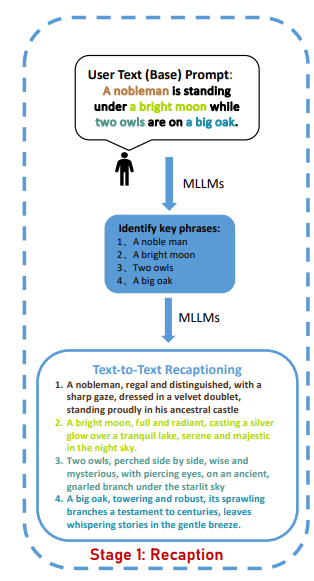 User Text (Base) Prompt:
A nobleman is standing
under a bright moon while
two owls are on a big oak.
MLLMs
Identify key phrases:
1、 A noble man
2、 A bright moon
3、 Two owls
4、 A big oak
MLLMs
Text-to-Text Recaptioning
1. A nobleman, regal and distinguished, with a
sharp gaze, dressed in a velvet doublet,
standing proudly in his ancestral castle
2. A bright moon, full and radiant, casting a silver
glow over a tranquil lake, serene and majestic
in the night sky.
3. Two owls, perched side by side, wise and
mysterious, with piercing eyes, on an ancient,
gnarled branch under the starlit sky
4. A big oak, towering and robust, its sprawling
branches a testament to centuries, leaves
whispering stories in the gentle breeze.
Stage 1: Recaption